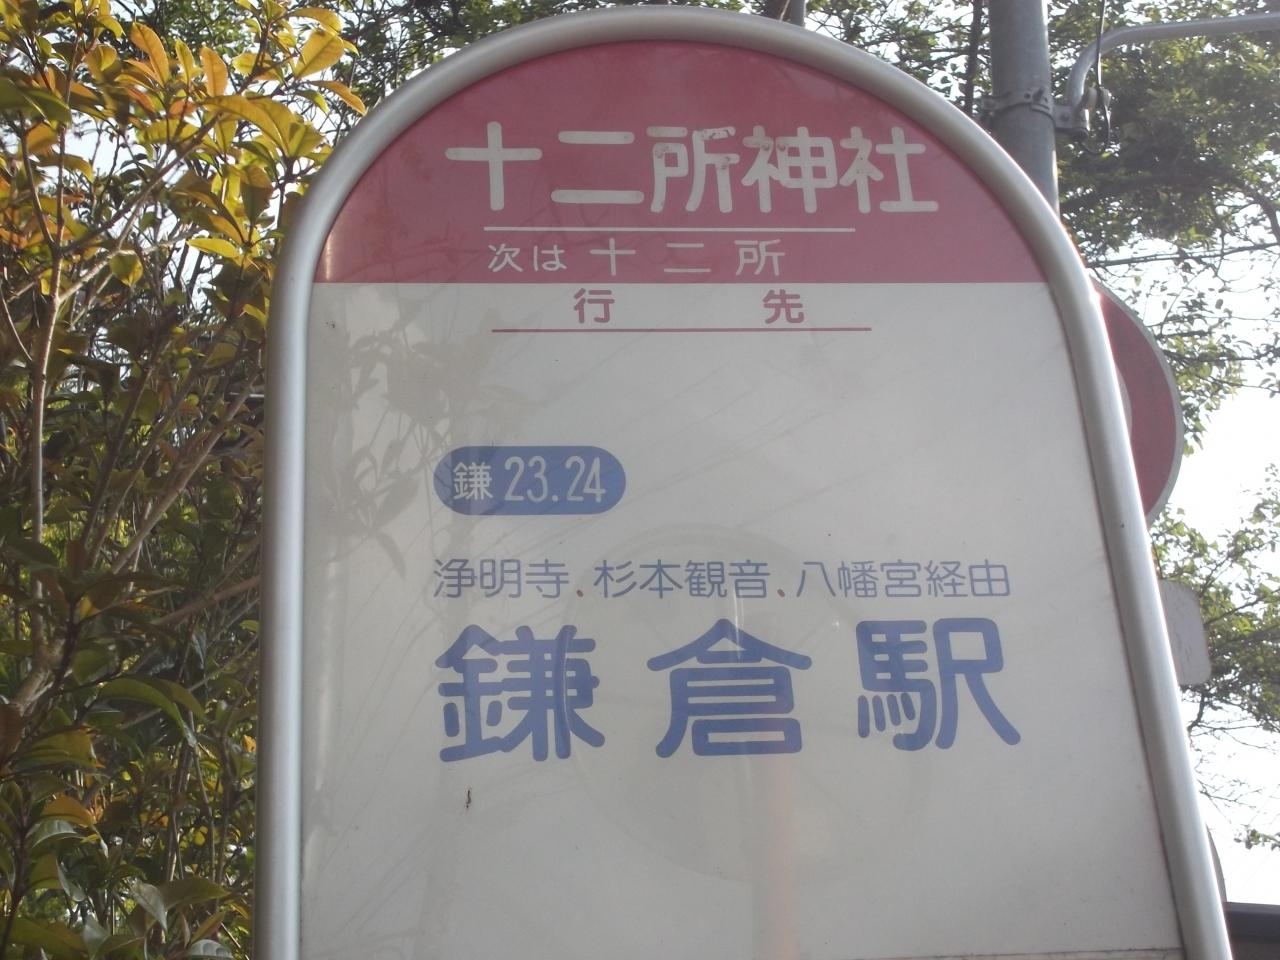 十二所神社
次は 十二所
行先
鎌 23.24
浄明寺、杉本観音、八幡宮経由
鎌倉駅